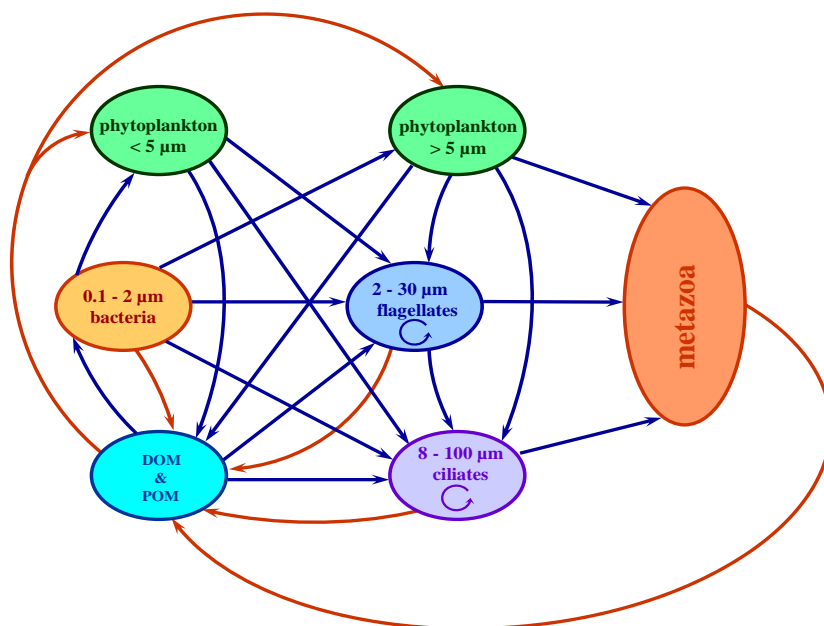 phytoplankton
< 5 µm
phytoplankton
> 5 µm
0.1 - 2 µm
bacteria
2 - 30 µm
flagellates
metazoa
DOM
&
POM
8 - 100 µm
ciliates